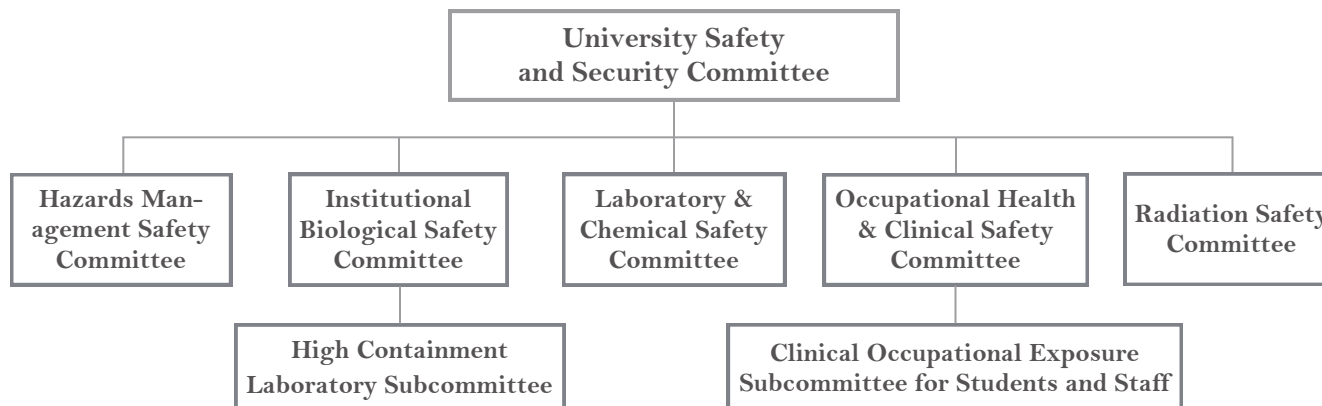 University Safety
and Security Committee
Hazards Man-
agement Safety
Committee
Institutional
Biological Safety
Committee
Laboratory &
Chemical Safety
Committee
Occupational Health
& Clinical Safety
Committee
Radiation Safety
Committee
High Containment
Laboratory Subcommittee
Clinical Occupational Exposure
Subcommittee for Students and Staff